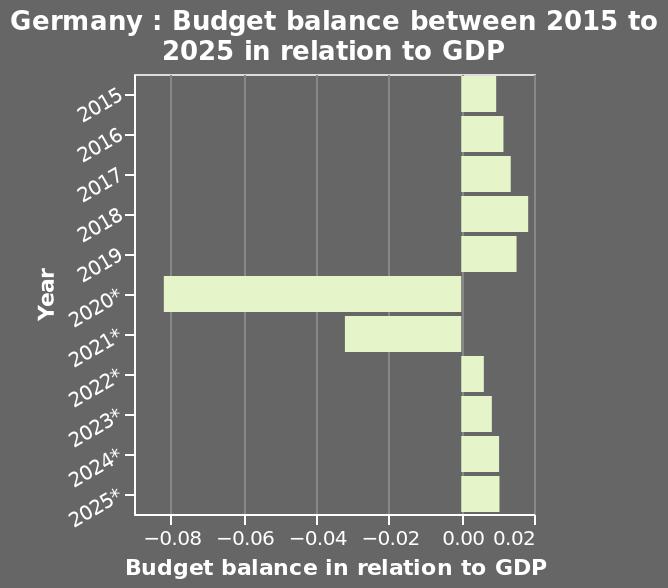 Germany : Budget balance between 2015 to
2025 in relation to GDP
Year
2015
2016
2017
2018
2019
2020*
2021*
2022*
2023*
2024*
2025*
−0.08 −0.06 −0.04 −0.02 0.00 0.02
Budget balance in relation to GDP